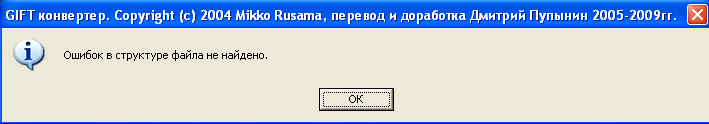 GIFT конвертер. Copyright (c) 2004 Mikko Rusama, перевод и доработка Дмитрий Пупынин 2005-2009гг.
Ошибок в структуре файла не найдено.
OK